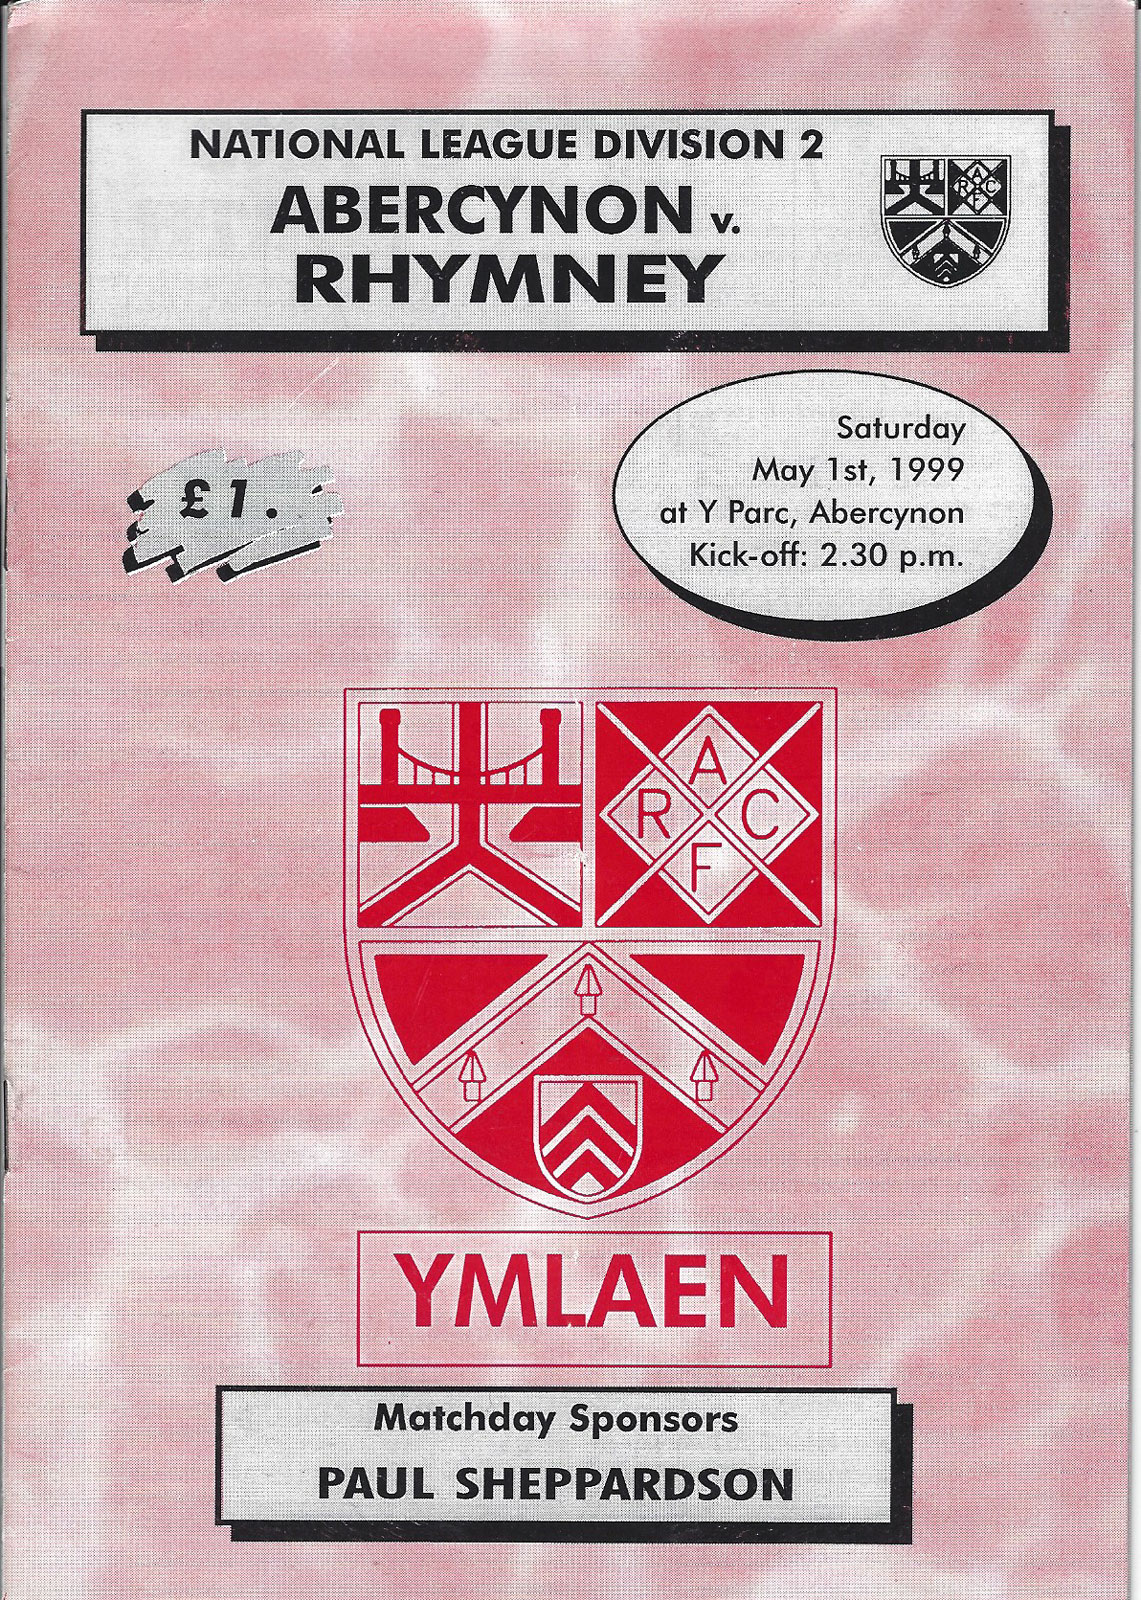 NATIONAL LEAGUE DIVISION 2
ABERCYNON v.
RHYMNEY
A
R C
F
Saturday
May 1st, 1999
at Y Parc, Abercynon
Kick-off: 2.30 p.m.
£1.
A
R C
F
YMLAEN
Matchday Sponsors
PAUL SHEPPARDSON